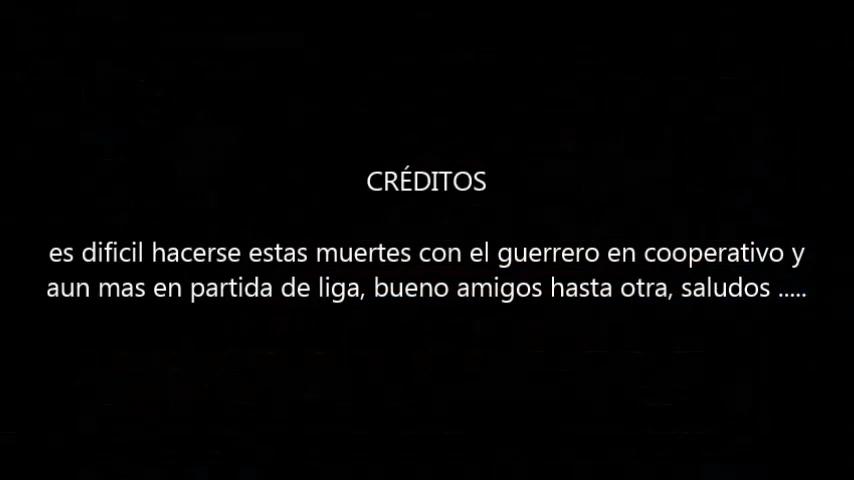 CRÉDITOS
es dificil hacerse estas muertes con el guerrero en cooperativo y
aun mas en partida de liga, bueno amigos hasta otra, saludos .....